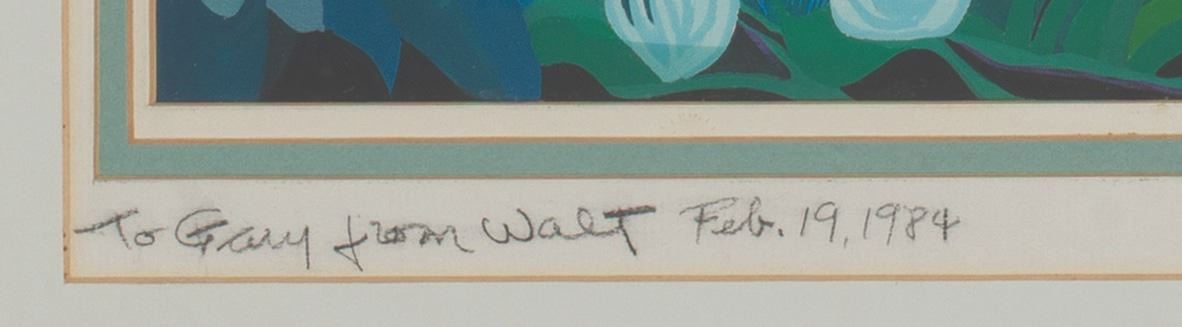 To Gary from Walt Feb. 19, 1984